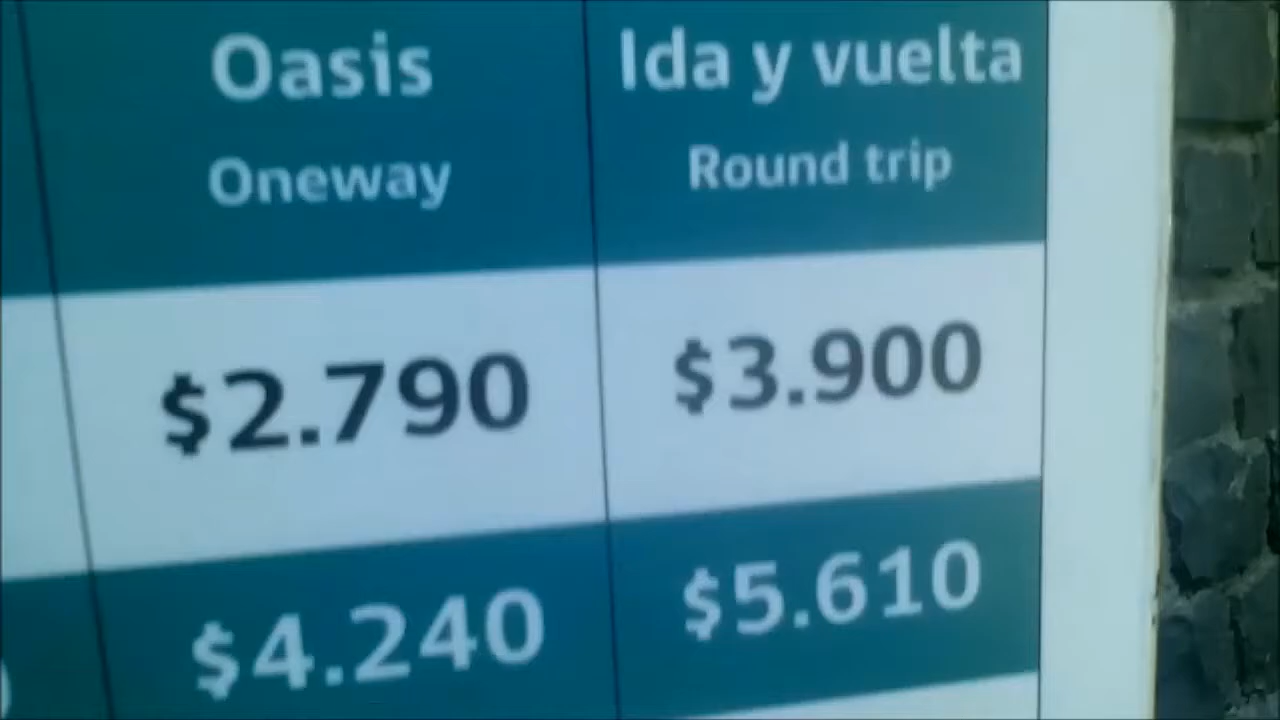 Oasis
Oneway
Ida y vuelta
Round trip
$2.790
$3.900
$4.240
$5.610